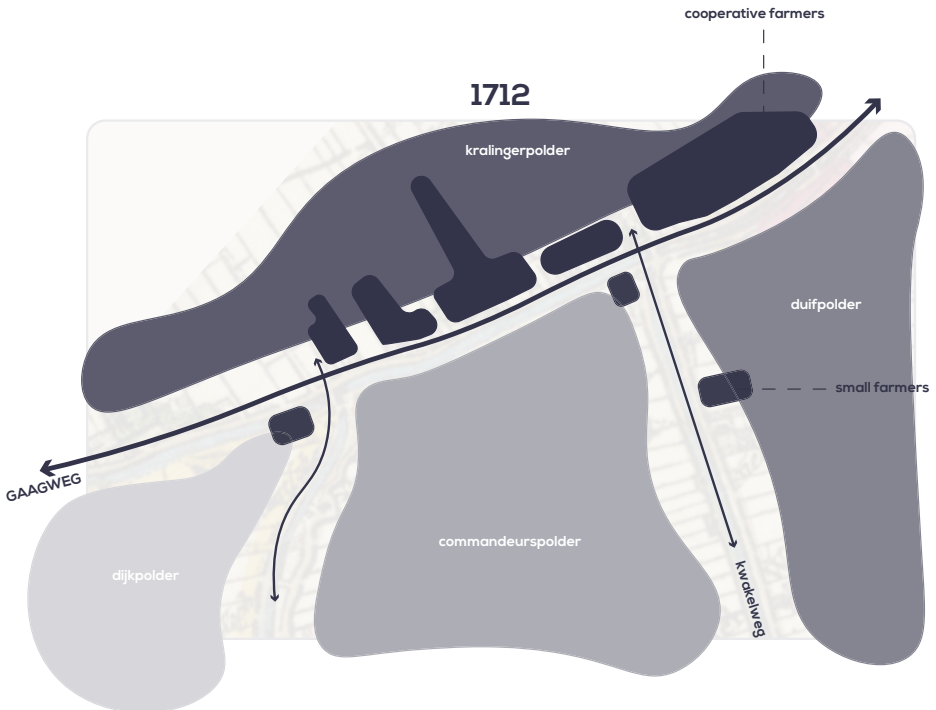 cooperative farmers
1712
kralingerpolder
duifpolder
small farmers
GAAGWEG
commandeurspolder
dijkpolder
kwakelweg